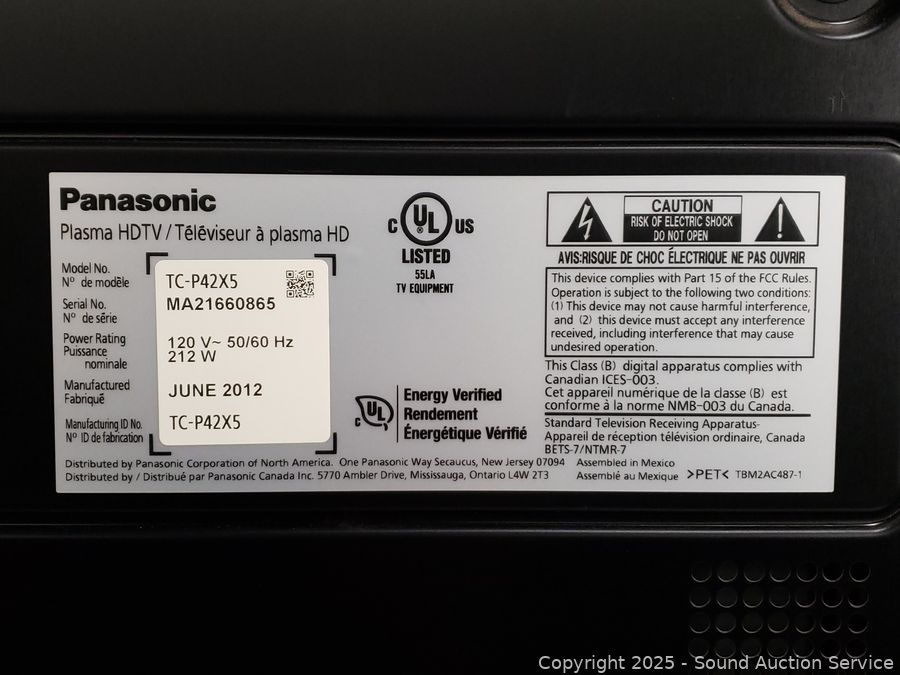 Panasonic
Plasma HDTV / Téléviseur à plasma HD
Model No.
Nº de modèle
TC-P42X5
Serial No.
Nº de série
MA21660865
Power Rating
Puissance
nominale
120 V~ 50/60 Hz
212 W
Manufactured
Fabriqué
JUNE 2012
Manufacturing ID No.
Nº ID de fabrication
TC-P42X5
C UL US
LISTED
55LA
TV EQUIPMENT
c UL
Energy Verified
Rendement
Énergétique Vérifié
CAUTION
RISK OF ELECTRIC SHOCK
DO NOT OPEN
AVIS:RISQUE DE CHOC ÉLECTRIQUE NE PAS OUVRIR
This device complies with Part 15 of the FCC Rules.
Operation is subject to the following two conditions:
(1) This device may not cause harmful interference,
and (2) this device must accept any interference
received, including interference that may cause
undesired operation.
This Class (B) digital apparatus complies with
Canadian ICES-003.
Cet appareil numérique de la classe (B) est
conforme à la norme NMB-003 du Canada.
Standard Television Receiving Apparatus-
Appareil de réception télévision ordinaire, Canada
BETS-7/NTMR-7
Distributed by Panasonic Corporation of North America. One Panasonic Way Secaucus, New Jersey 07094
Distributed by / Distribué par Panasonic Canada Inc. 5770 Ambler Drive, Mississauga, Ontario L4W 2T3
Assembled in Mexico
Assemblé au Mexique
>PET< TBM2AC487-1
Copyright 2025 - Sound Auction Service